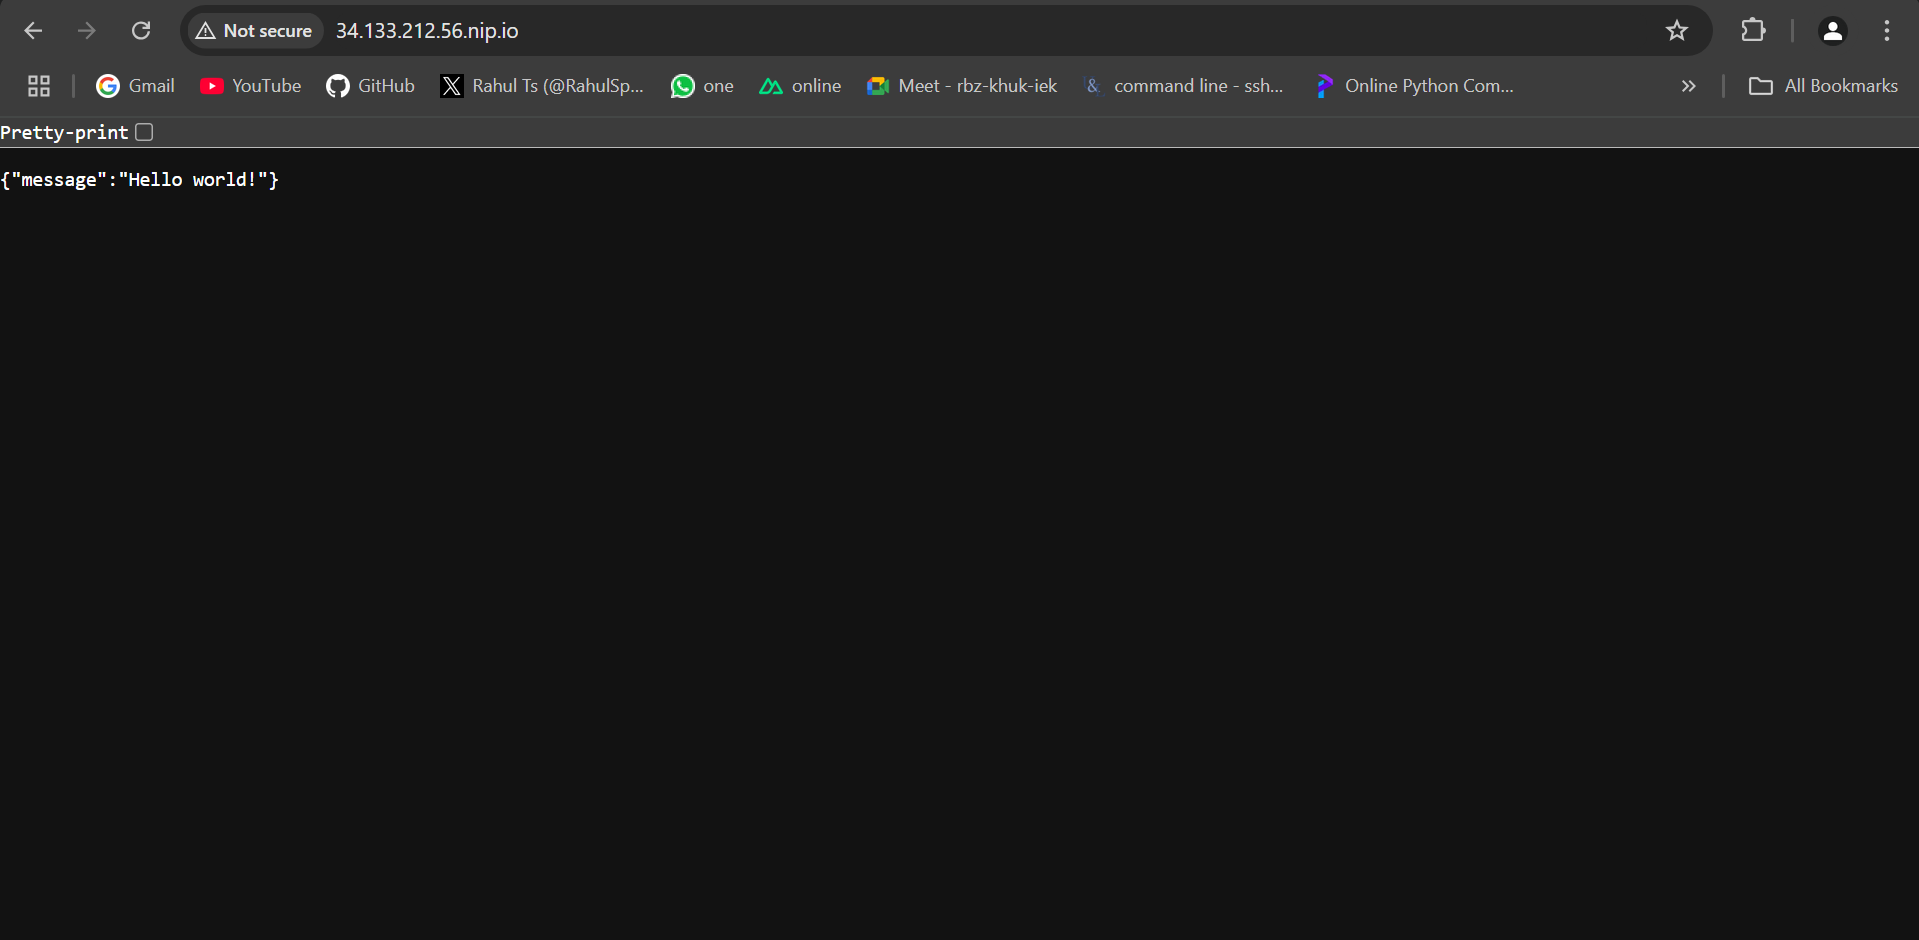 Not secure 34.133.212.56.nip.io
Gmail YouTube GitHub Rahul Ts (@RahulSp... one online Meet - rbz-khuk-iek command line - ssh... Online Python Com... » All Bookmarks
Pretty-print
{"message":"Hello world!"}